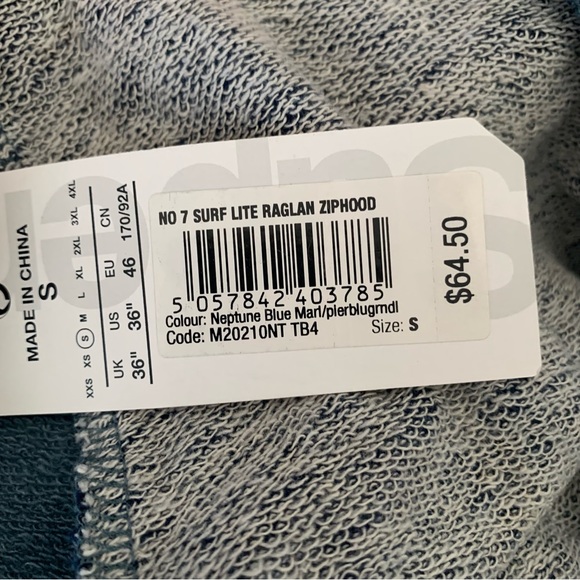 NO 7 SURF LITE RAGLAN ZIPHOOD
5 057842 403785
Colour: Neptune Blue Marl/pierblugrndl
Code: M20210NT TB4
Size: S
$64.50
MADE IN CHINA
S
XXS XS S M L XL 2XL 3XL 4XL
UK US EU CN
36" 36" 46 170/92A